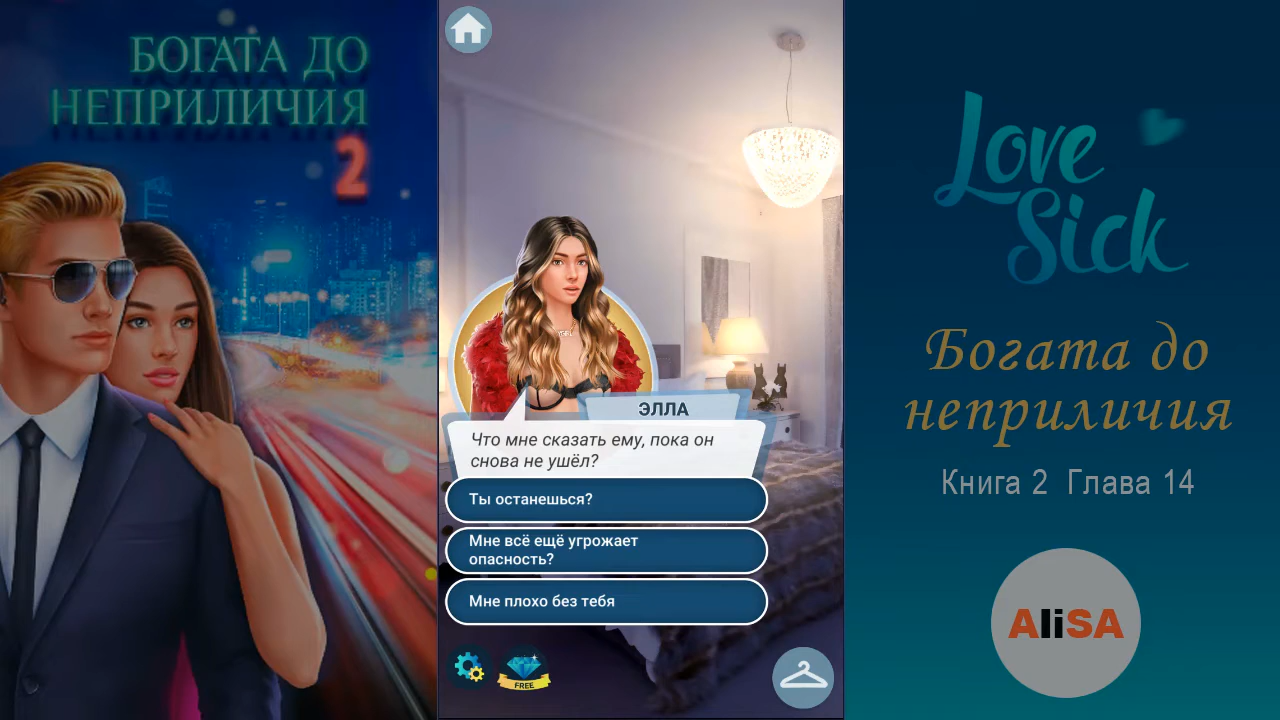 БОГАТА ДО
НЕПРИЛИЧИЯ
2
ЭЛЛА
Что мне сказать ему, пока он
снова не ушёл?
Ты останешься?
Мне всё ещё угрожает
опасность?
Мне плохо без тебя
FREE
Love
Sick
Богата до
неприличия
Книга 2 Глава 14
AliSA